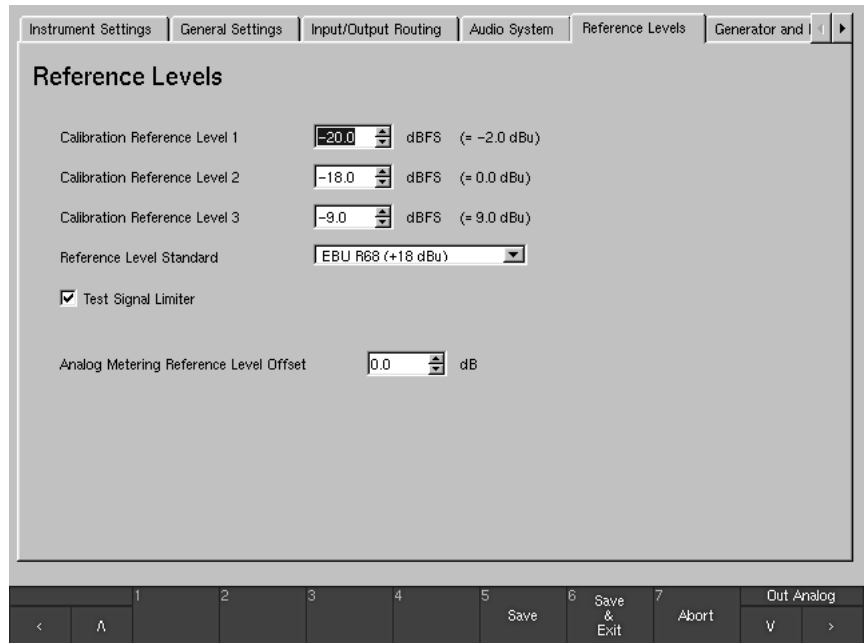 Instrument Settings General Settings Input/Output Routing Audio System Reference Levels Generator and
Reference Levels
Calibration Reference Level 1 -20.0 dBFS (= -2.0 dBu)
Calibration Reference Level 2 -18.0 dBFS (= 0.0 dBu)
Calibration Reference Level 3 -9.0 dBFS (= 9.0 dBu)
Reference Level Standard EBU R68 (+18 dBu)
Test Signal Limiter
Analog Metering Reference Level Offset 0.0 dB
1 2 3 4 5 6 7 Out Analog
< ʌ Save Save & Exit Abort v >